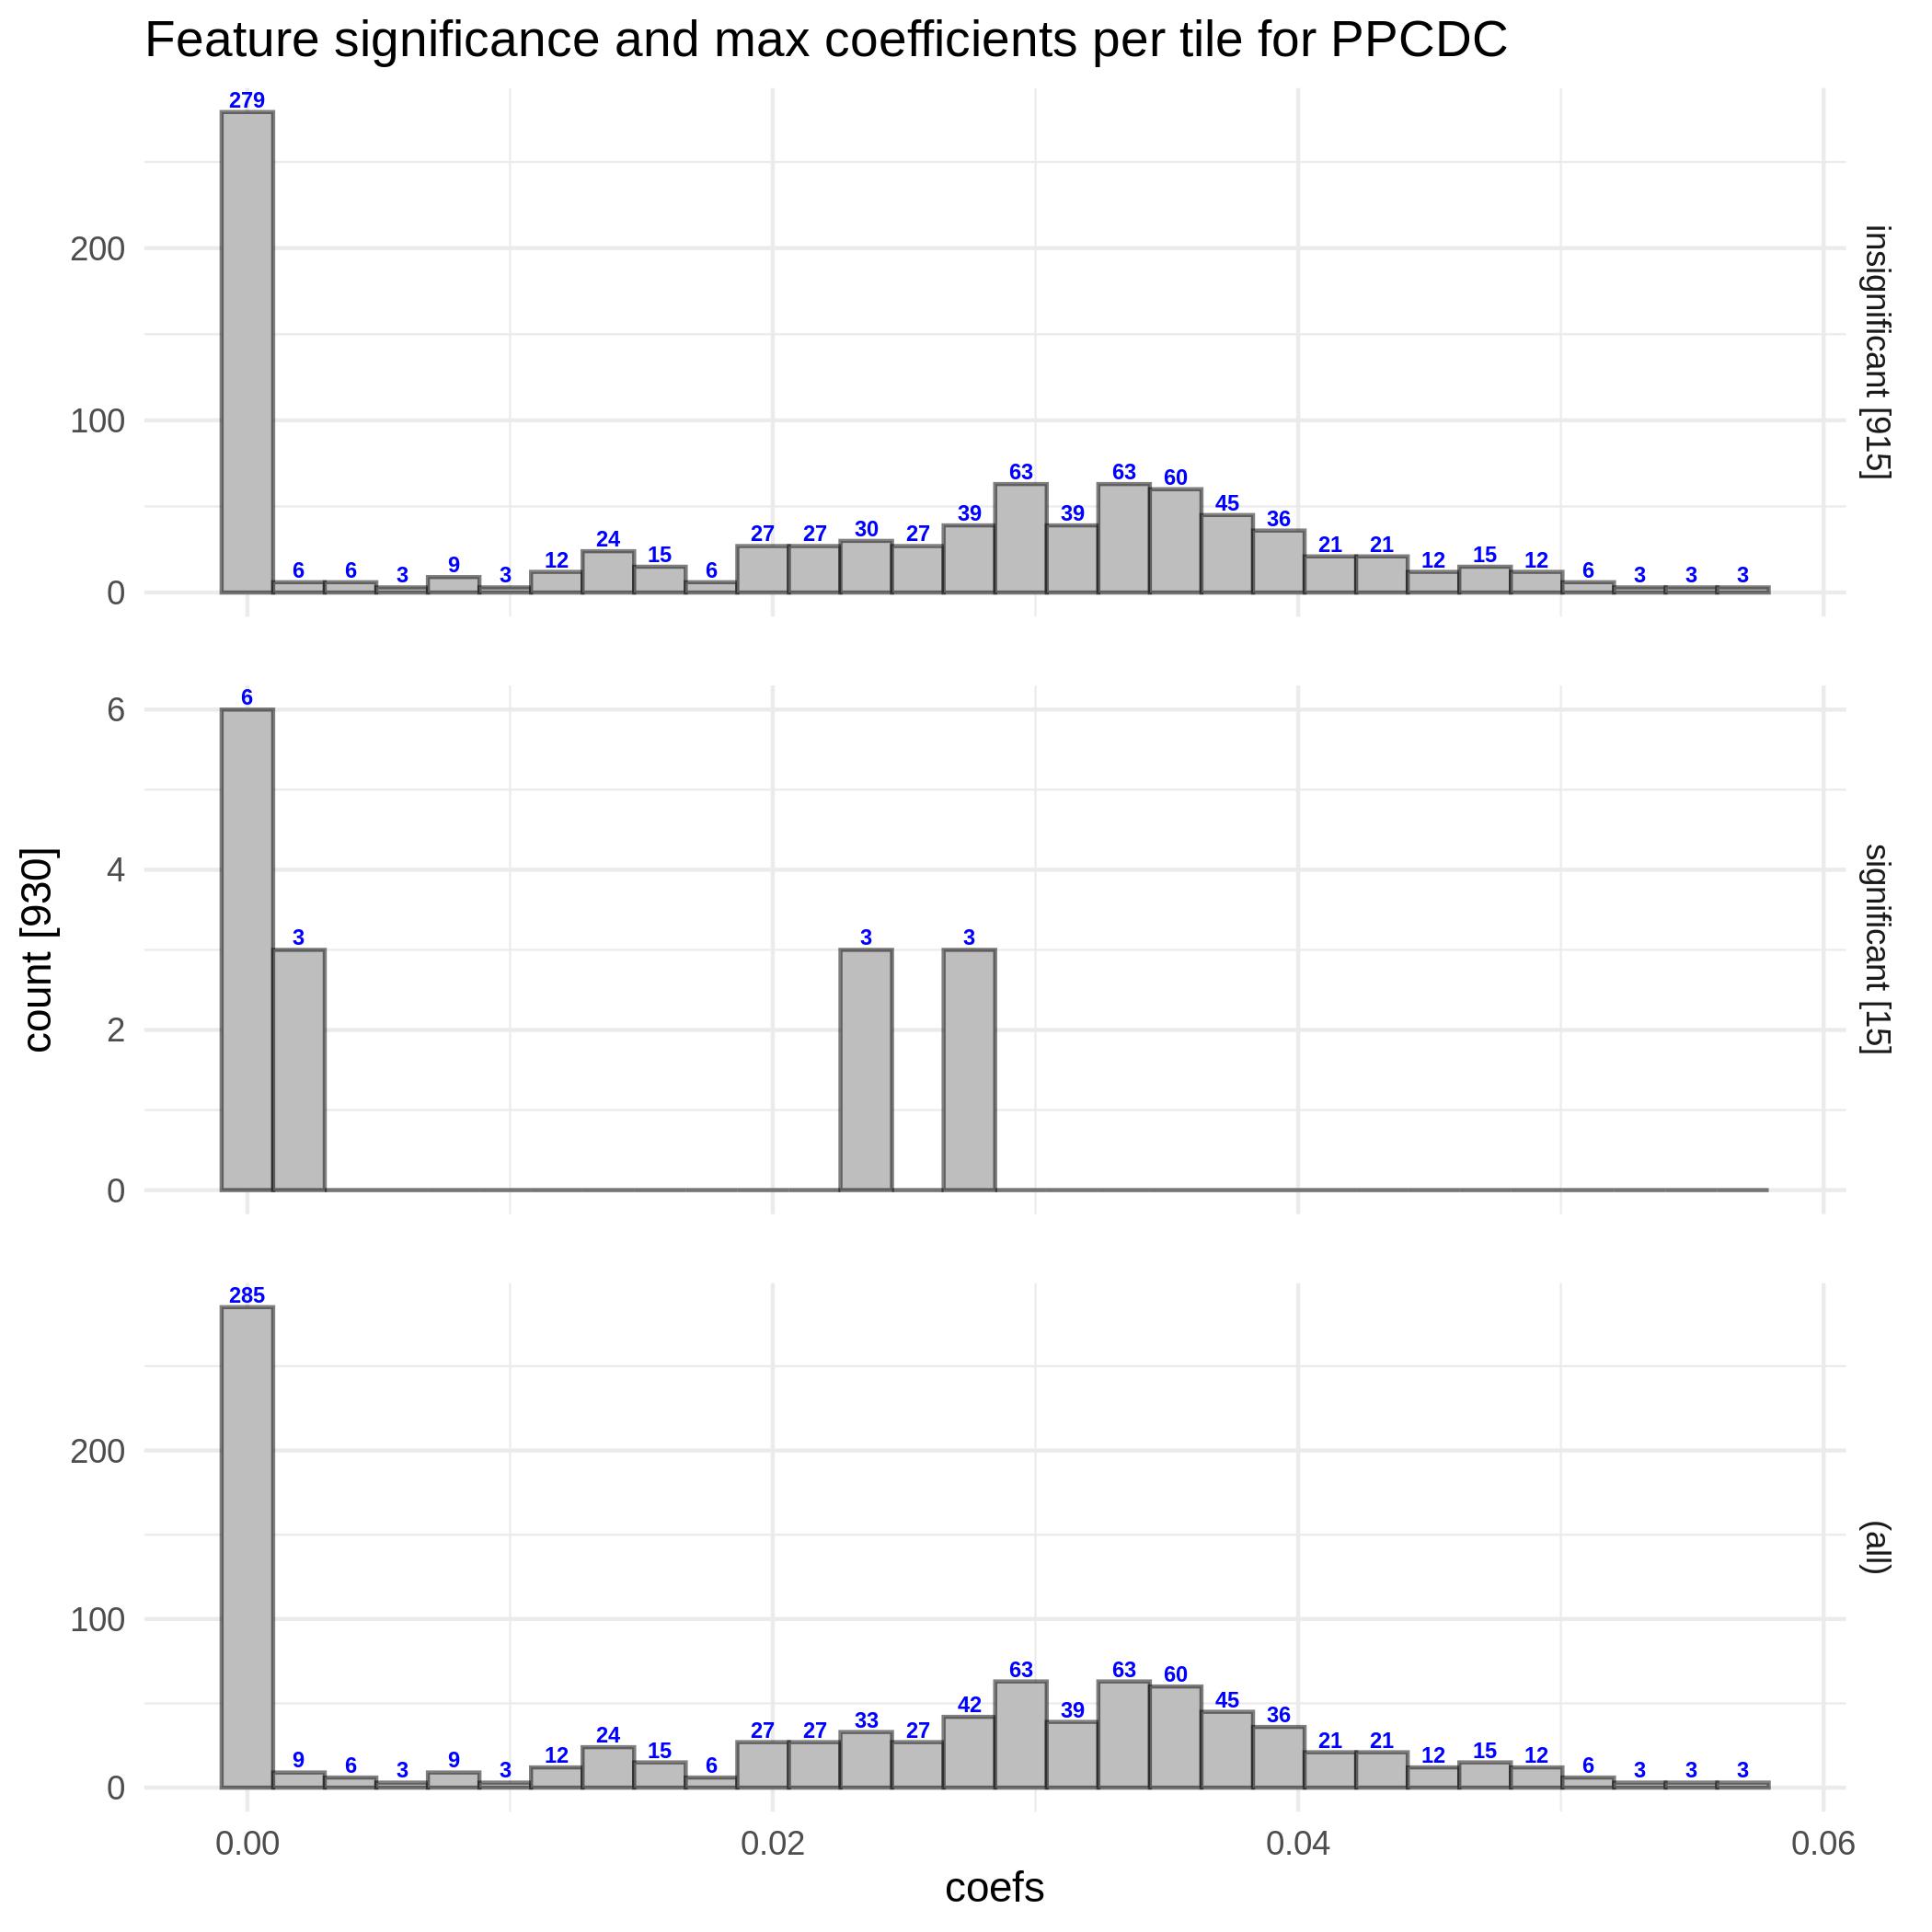 Feature significance and max coefficients per tile for PPCDC
279
6 6 3 9 3 12 24 15 6 27 27 30 27 39 63 39 63 60 45 36 21 21 12 15 12 6 3 3 3
200
100
0
insignificant [915]
6
3 3 3
6
4
2
0
significant [15]
count [930]
285
9 6 3 9 3 12 24 15 6 27 27 33 27 42 63 39 63 60 45 36 21 21 12 15 12 6 3 3 3
200
100
0
(all)
0.00 0.02 0.04 0.06
coefs